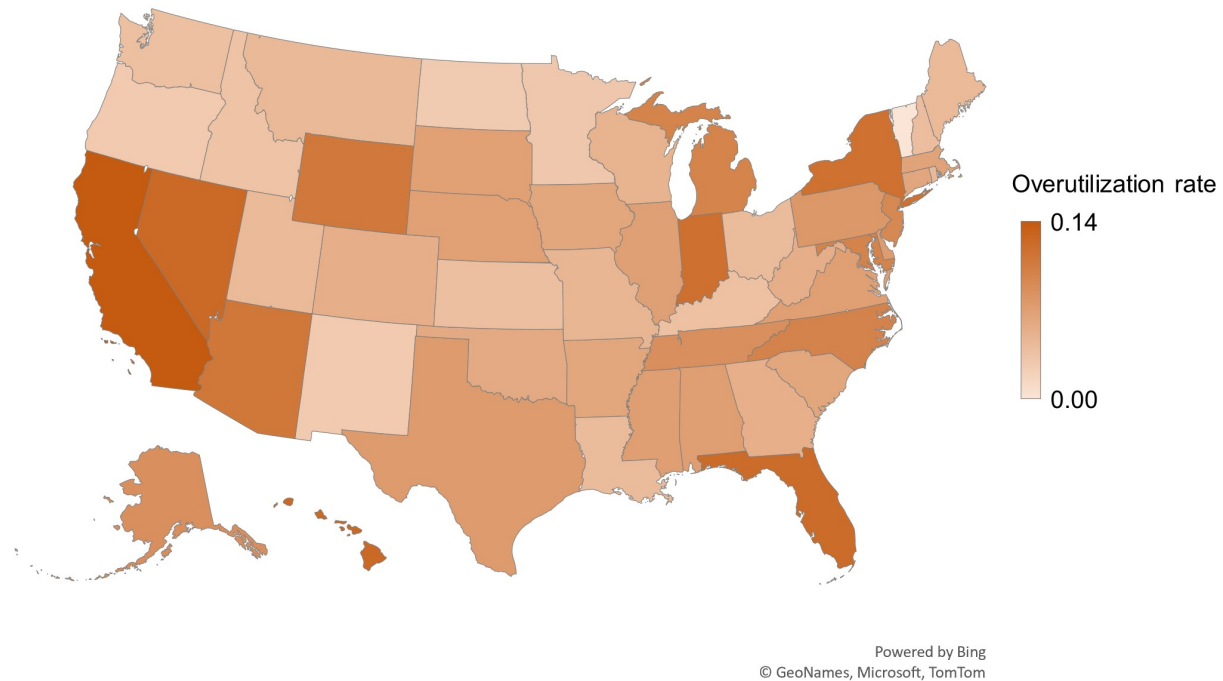 Overutilization rate
0.14
0.00
Powered by Bing
© GeoNames, Microsoft, TomTom